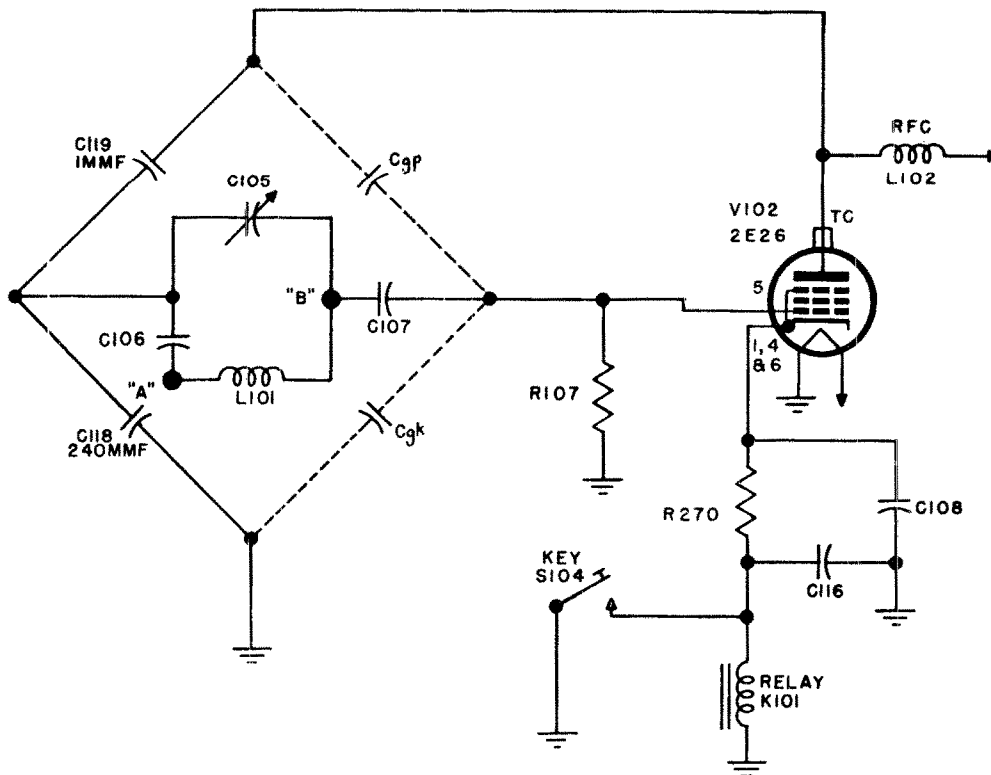 C119
1MMF
Cgp
RFC
L102
C105
V102
2E26
TC
5
"B"
C107
C106
1, 4
&6
"A"
L101
R107
C118
240MMF
Cgk
R270
C108
KEY
S104
C116
RELAY
K101